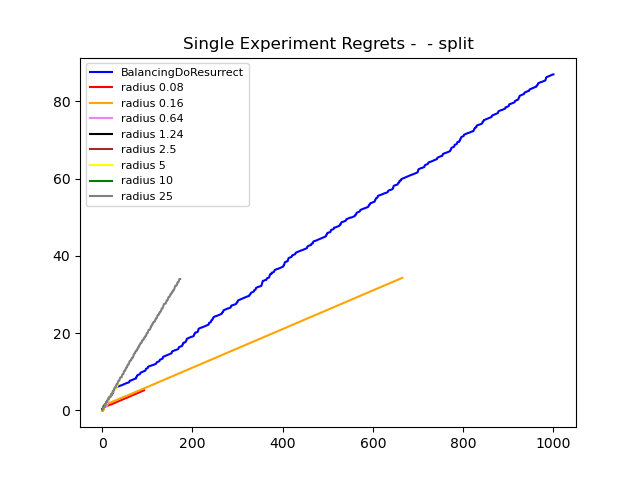 Single Experiment Regrets -  - split
BalancingDoResurrect
radius 0.08
radius 0.16
radius 0.64
radius 1.24
radius 2.5
radius 5
radius 10
radius 25
80
60
40
20
0
0 200 400 600 800 1000